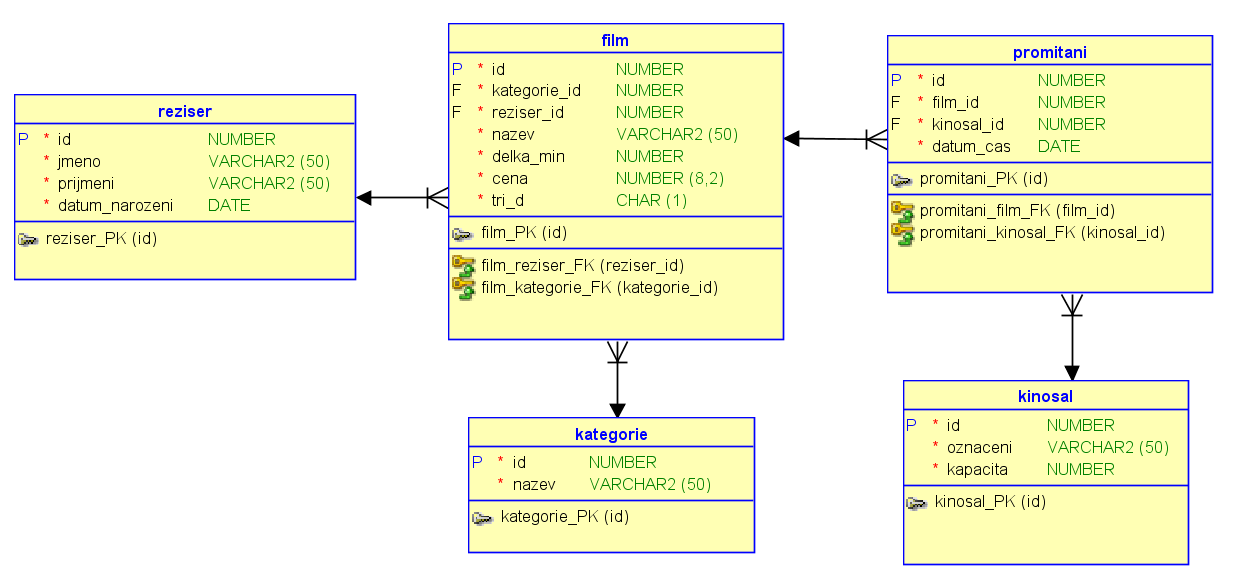 reziser
P * id NUMBER
* jmeno VARCHAR2 (50)
* prijmeni VARCHAR2 (50)
* datum_narozeni DATE
reziser_PK (id)
film
P * id NUMBER
F * kategorie_id NUMBER
F * reziser_id NUMBER
* nazev VARCHAR2 (50)
* delka_min NUMBER
* cena NUMBER (8,2)
* tri_d CHAR (1)
film_PK (id)
film_reziser_FK (reziser_id)
film_kategorie_FK (kategorie_id)
promitani
P * id NUMBER
F * film_id NUMBER
F * kinosal_id NUMBER
* datum_cas DATE
promitani_PK (id)
promitani_film_FK (film_id)
promitani_kinosal_FK (kinosal_id)
kategorie
P * id NUMBER
* nazev VARCHAR2 (50)
kategorie_PK (id)
kinosal
P * id NUMBER
* oznaceni VARCHAR2 (50)
* kapacita NUMBER
kinosal_PK (id)